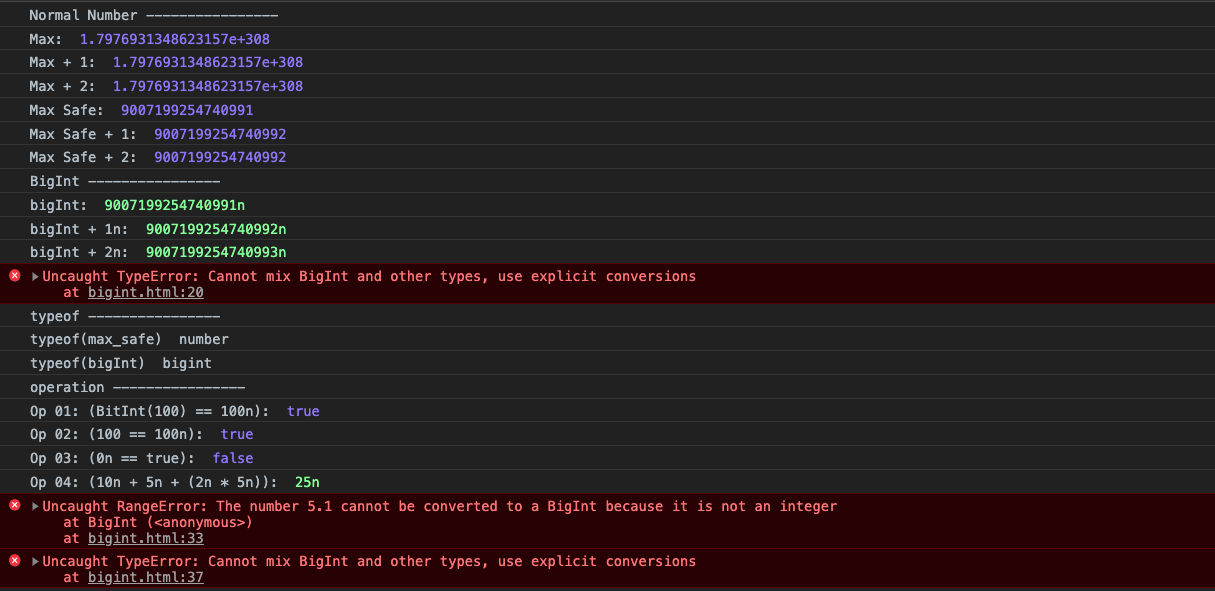 Normal Number ————————————————
Max:  1.7976931348623157e+308
Max + 1:  1.7976931348623157e+308
Max + 2:  1.7976931348623157e+308
Max Safe:  9007199254740991
Max Safe + 1:  9007199254740992
Max Safe + 2:  9007199254740992
BigInt ————————————————
bigInt:  9007199254740991n
bigInt + 1n:  9007199254740992n
bigInt + 2n:  9007199254740993n
Uncaught TypeError: Cannot mix BigInt and other types, use explicit conversions
at bigint.html:20
typeof ————————————————
typeof(max_safe)  number
typeof(bigInt)  bigint
operation ————————————————
Op 01: (BitInt(100) == 100n):  true
Op 02: (100 == 100n):  true
Op 03: (0n == true):  false
Op 04: (10n + 5n + (2n * 5n)):  25n
Uncaught RangeError: The number 5.1 cannot be converted to a BigInt because it is not an integer
at BigInt (<anonymous>)
at bigint.html:33
Uncaught TypeError: Cannot mix BigInt and other types, use explicit conversions
at bigint.html:37